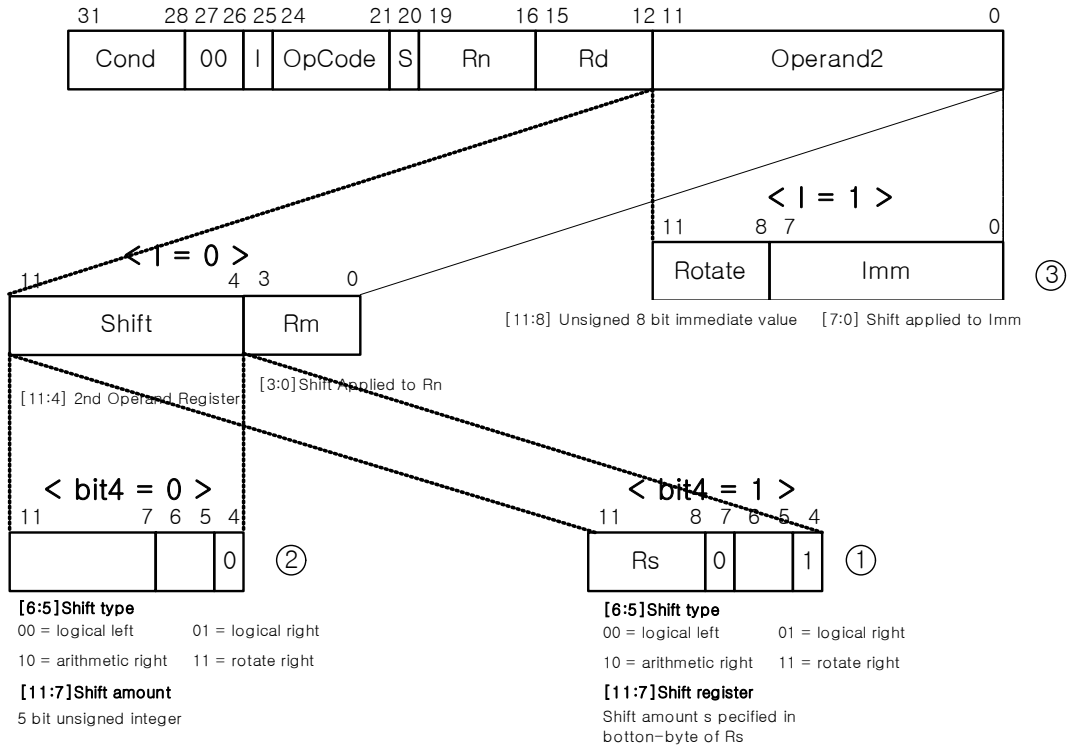 31 28 27 26 25 24 21 20 19 16 15 12 11 0
Cond 00 I OpCode S Rn Rd Operand2
< I = 1 >
11 8 7 0
Rotate Imm ③
[11:8] Unsigned 8 bit immediate value [7:0] Shift applied to Imm
< I = 0 >
11 4 3 0
Shift Rm
[3:0]Shift Applied to Rn
[11:4] 2nd Operand Register
< bit4 = 0 >
11 7 6 5 4
0 ②
[6:5]Shift type
00 = logical left 01 = logical right
10 = arithmetic right 11 = rotate right
[11:7]Shift amount
5 bit unsigned integer
< bit4 = 1 >
11 8 7 6 5 4
Rs 0 1 ①
[6:5]Shift type
00 = logical left 01 = logical right
10 = arithmetic right 11 = rotate right
[11:7]Shift register
Shift amount s pecified in
botton-byte of Rs